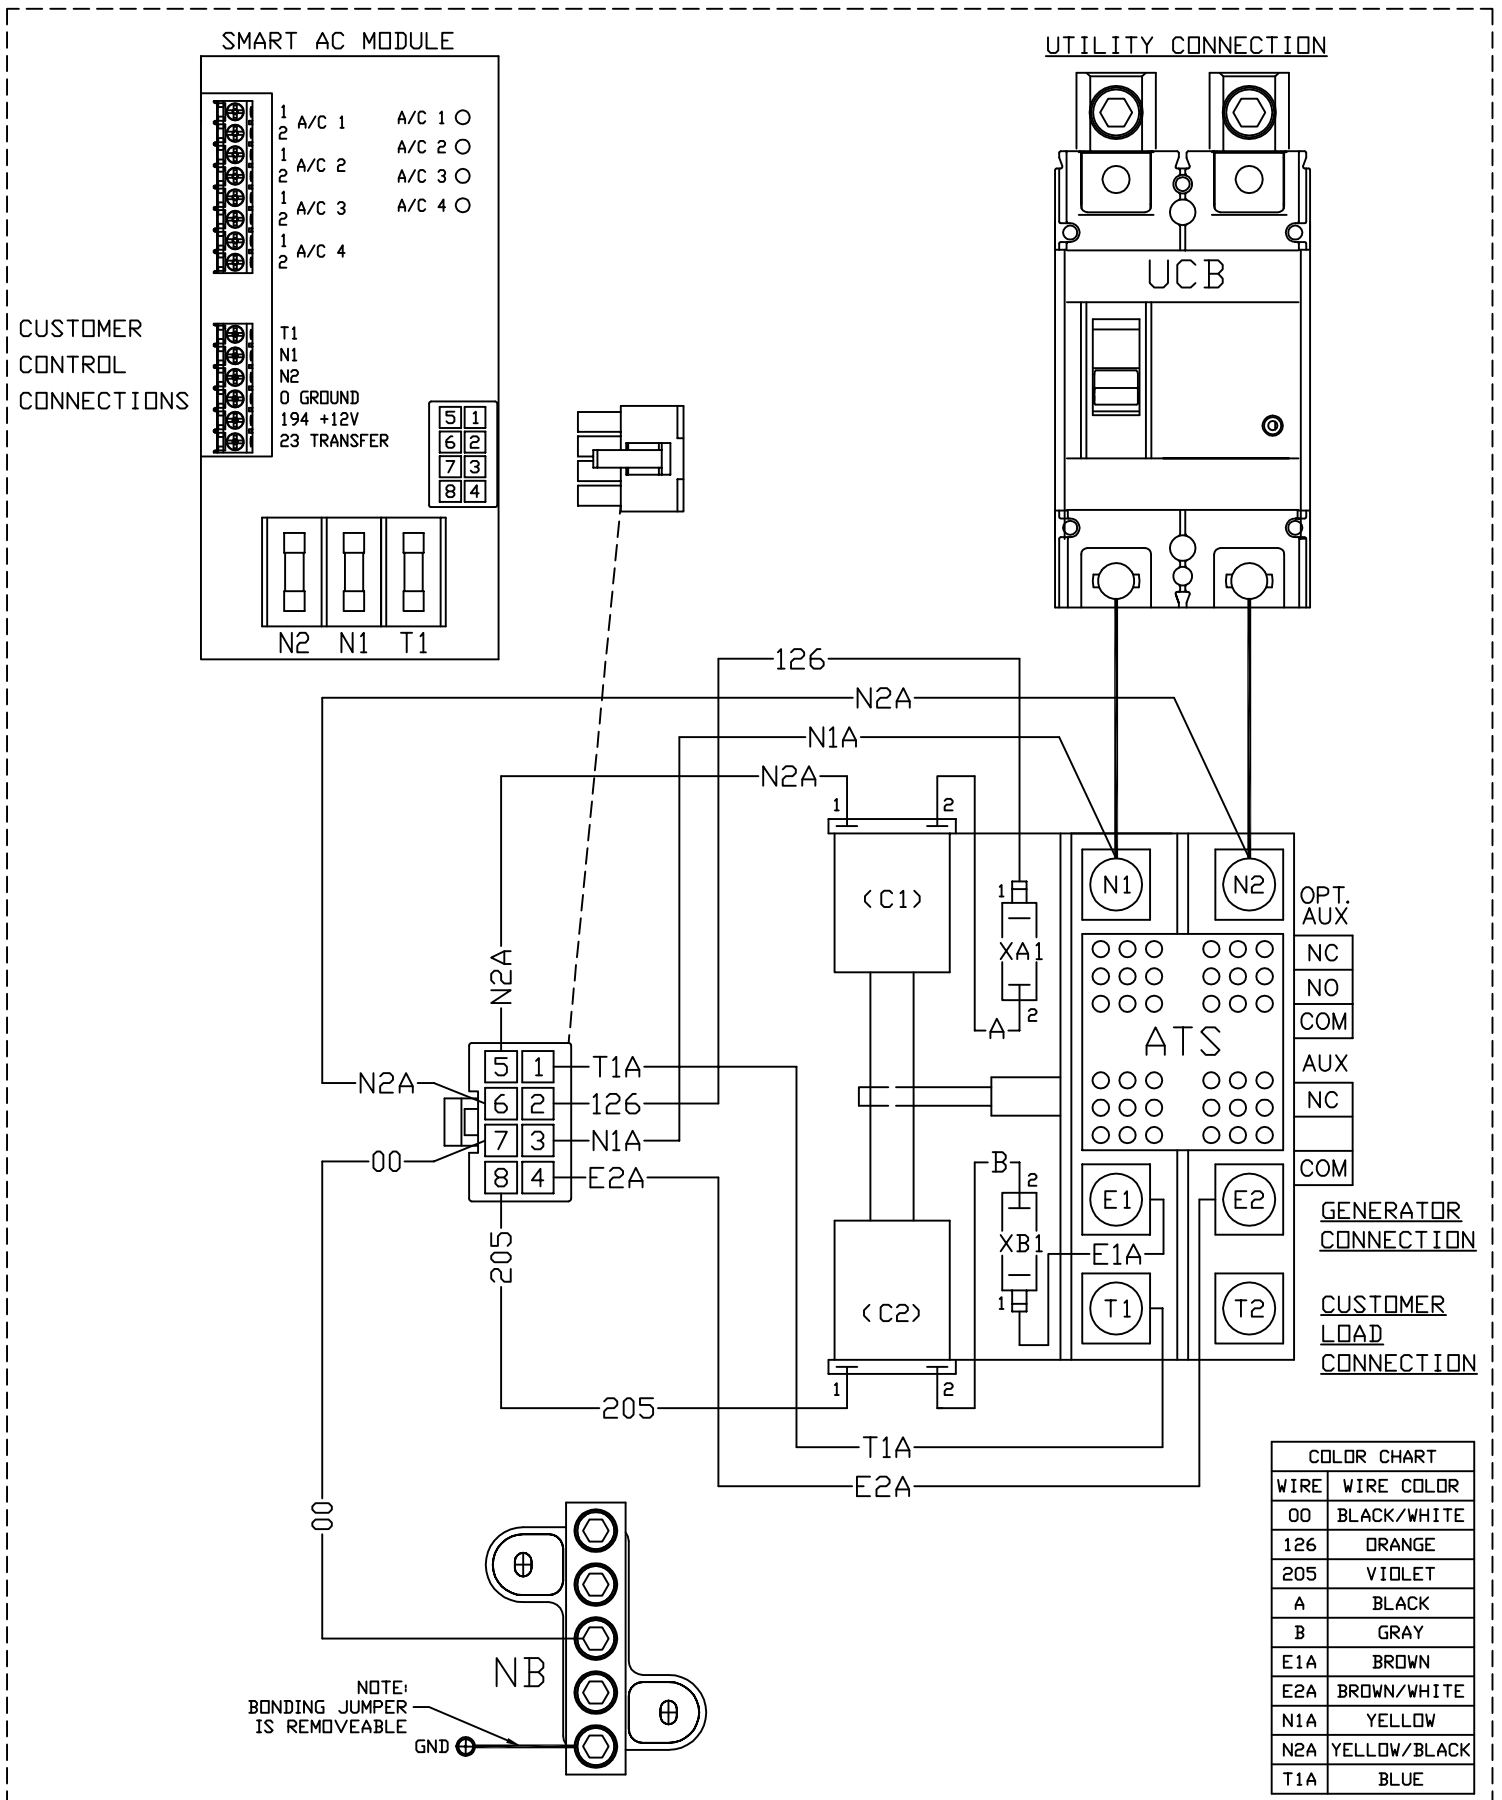 SMART AC MODULE
1
2
A/C 1
1
2
A/C 2
1
2
A/C 3
1
2
A/C 4
A/C 1
A/C 2
A/C 3
A/C 4
CUSTOMER
CONTROL
CONNECTIONS
T1
N1
N2
0 GROUND
194 +12V
23 TRANSFER
5 1
6 2
7 3
8 4
N2 N1 T1
UTILITY CONNECTION
UCB
126
N2A
N1A
N2A
1 2
(C1)
1
XA1
2
A
N1 N2
OPT.
AUX
NC
NO
COM
ATS
AUX
NC
COM
N2A
5 1 T1A
N2A 6 2 126
00 7 3 N1A
8 4 E2A
205
B
2
XB1
1
E1 E2
E1A
T1 T2
(C2)
1 2
GENERATOR
CONNECTION
CUSTOMER
LOAD
CONNECTION
205
T1A
E2A
00
NB
NOTE:
BONDING JUMPER
IS REMOVEABLE
GND
COLOR CHART
WIRE WIRE COLOR
00 BLACK/WHITE
126 ORANGE
205 VIOLET
A BLACK
B GRAY
E1A BROWN
E2A BROWN/WHITE
N1A YELLOW
N2A YELLOW/BLACK
T1A BLUE